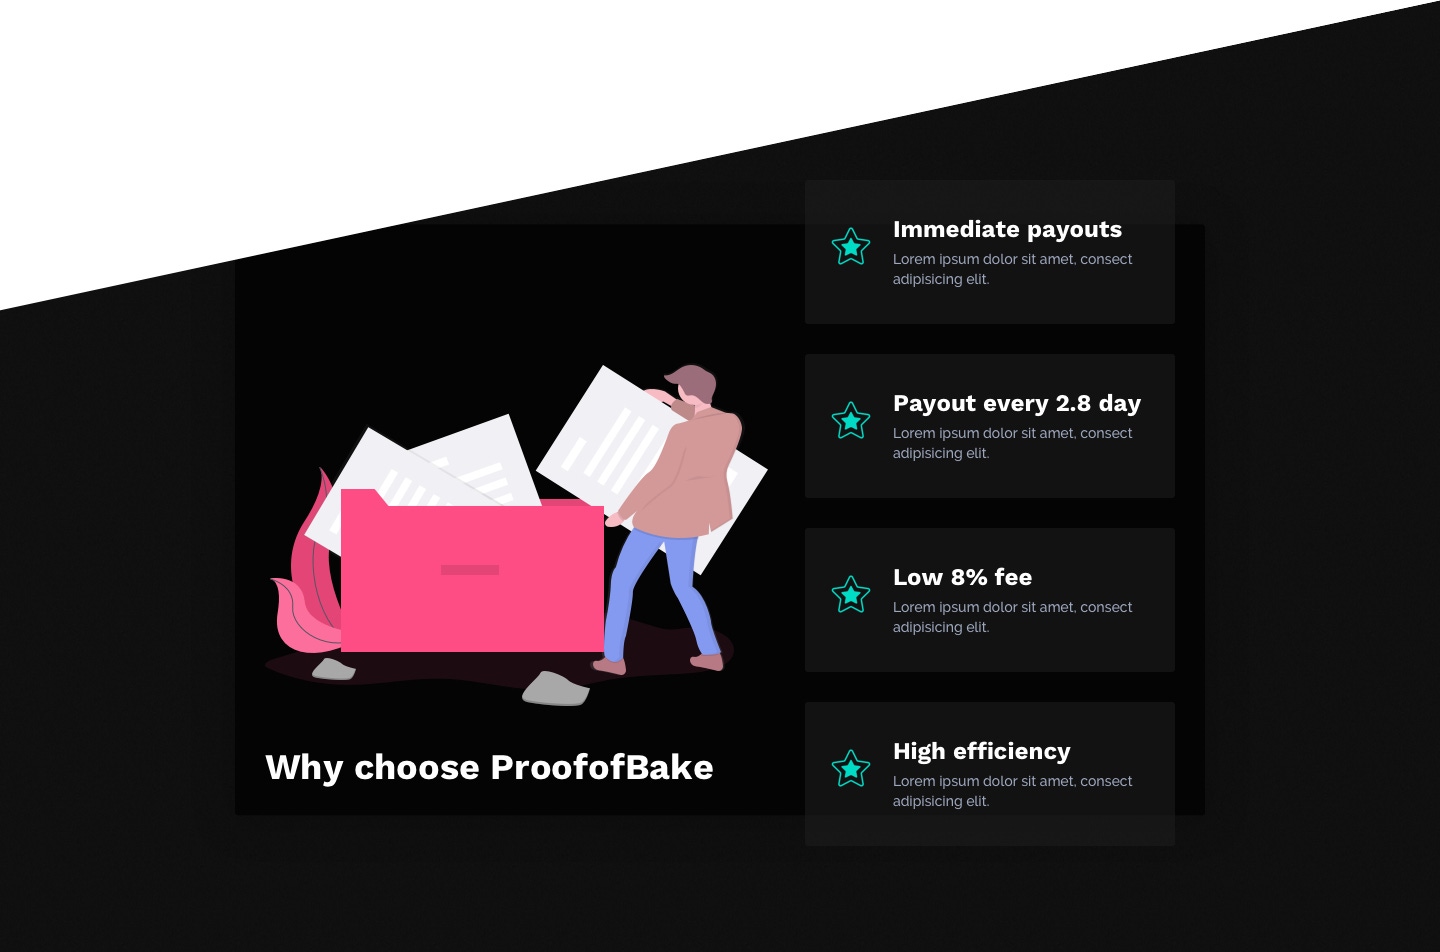 Immediate payouts
Lorem ipsum dolor sit amet, consect
adipisicing elit.
Payout every 2.8 day
Lorem ipsum dolor sit amet, consect
adipisicing elit.
Low 8% fee
Lorem ipsum dolor sit amet, consect
adipisicing elit.
High efficiency
Lorem ipsum dolor sit amet, consect
adipisicing elit.
Why choose ProofofBake